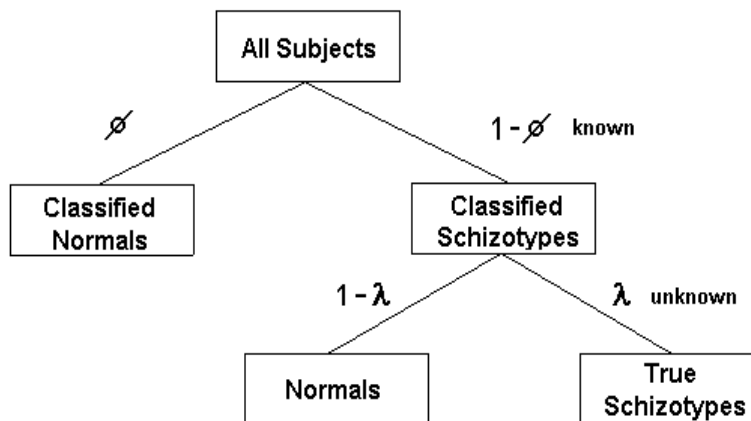 All Subjects
ø
1 - ø known
Classified
Normals
Classified
Schizotypes
1 - λ
λ unknown
Normals
True
Schizotypes